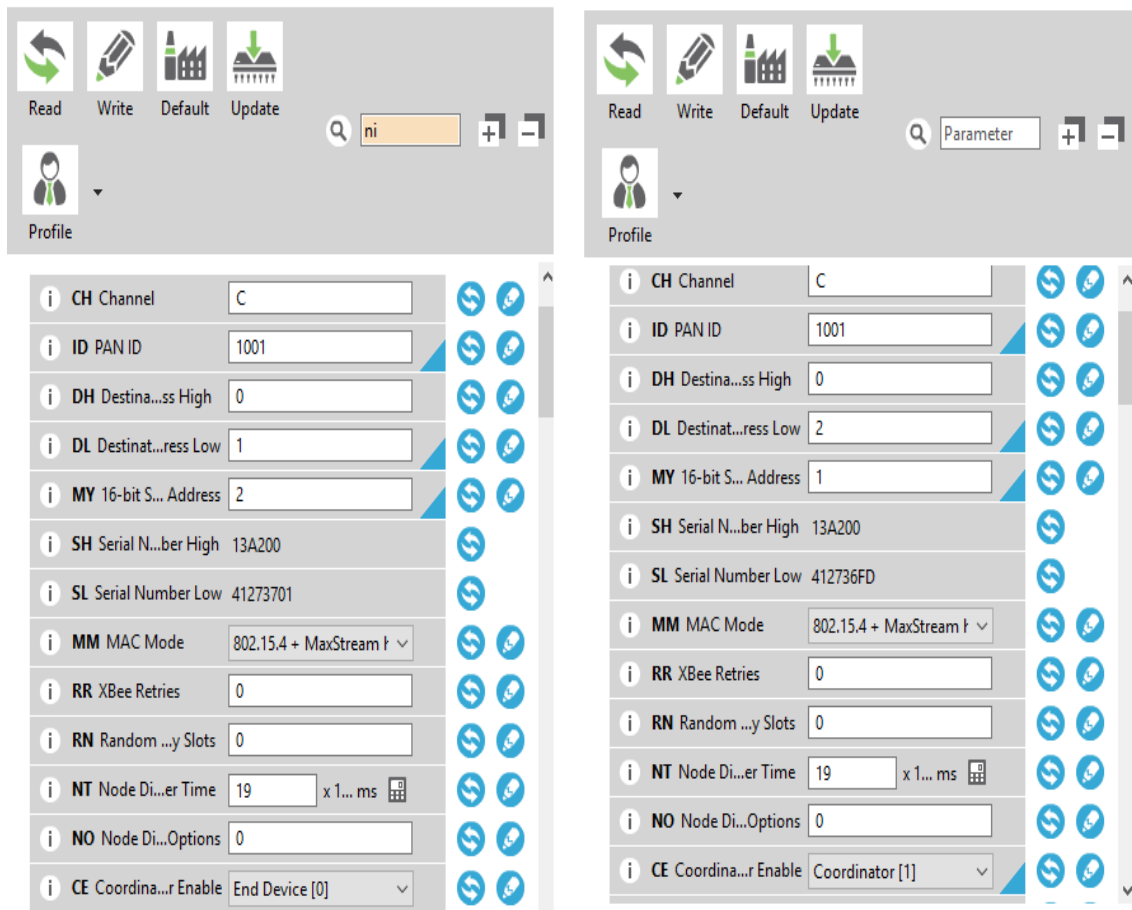 Read Write Default Update
ni
Profile
CH Channel C
ID PAN ID 1001
DH Destina...ss High 0
DL Destinat...ress Low 1
MY 16-bit S... Address 2
SH Serial N...ber High 13A200
SL Serial Number Low 41273701
MM MAC Mode 802.15.4 + MaxStream h
RR XBee Retries 0
RN Random ...y Slots 0
NT Node Di...er Time 19 x 1... ms
NO Node Di...Options 0
CE Coordina...r Enable End Device [0]
Read Write Default Update
Parameter
Profile
CH Channel C
ID PAN ID 1001
DH Destina...ss High 0
DL Destinat...ress Low 2
MY 16-bit S... Address 1
SH Serial N...ber High 13A200
SL Serial Number Low 412736FD
MM MAC Mode 802.15.4 + MaxStream h
RR XBee Retries 0
RN Random ...y Slots 0
NT Node Di...er Time 19 x 1... ms
NO Node Di...Options 0
CE Coordina...r Enable Coordinator [1]